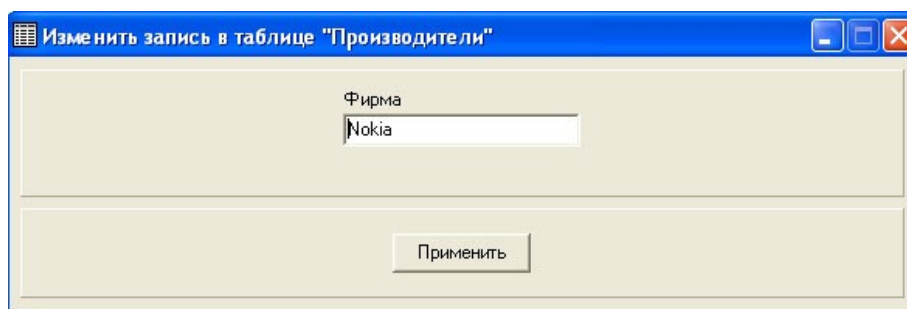 Изменить запись в таблице "Производители"
Фирма
Nokia
Применить